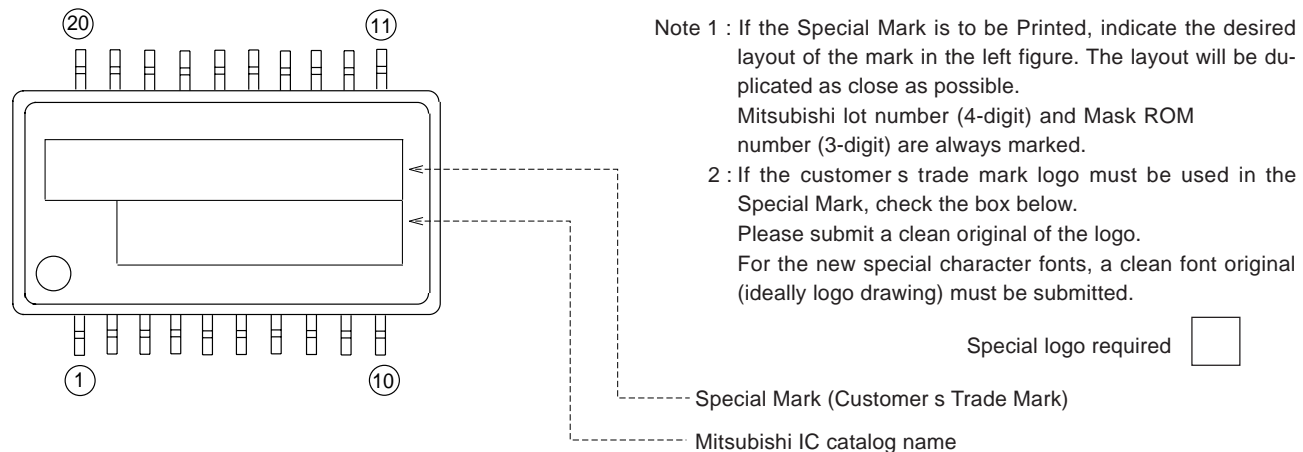 20
11
1
10
Note 1 : If the Special Mark is to be Printed, indicate the desired
layout of the mark in the left figure. The layout will be du-
plicated as close as possible.
Mitsubishi lot number (4-digit) and Mask ROM
number (3-digit) are always marked.
2 : If the customer s trade mark logo must be used in the
Special Mark, check the box below.
Please submit a clean original of the logo.
For the new special character fonts, a clean font original
(ideally logo drawing) must be submitted.
Special logo required
Special Mark (Customer s Trade Mark)
Mitsubishi IC catalog name